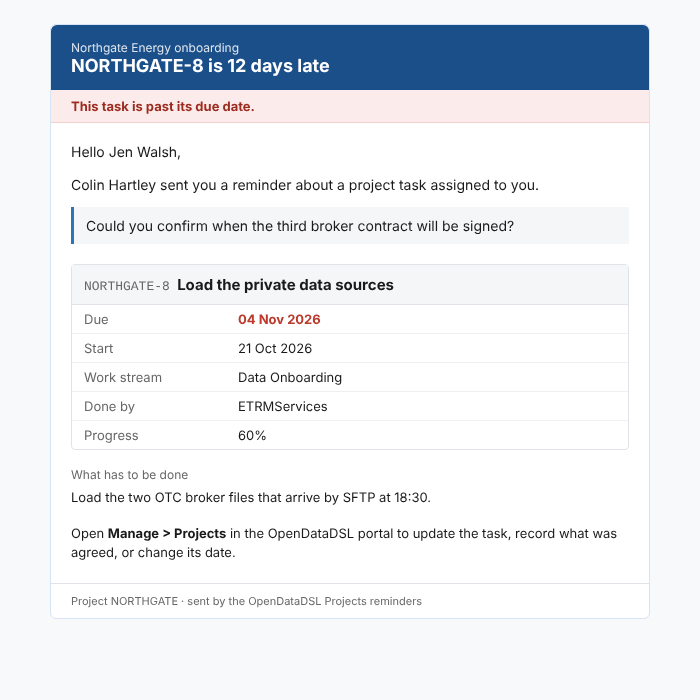 Northgate Energy onboarding
NORTHGATE-8 is 12 days late
This task is past its due date.
Hello Jen Walsh,
Colin Hartley sent you a reminder about a project task assigned to you.
Could you confirm when the third broker contract will be signed?
NORTHGATE-8 Load the private data sources
Due 04 Nov 2026
Start 21 Oct 2026
Work stream Data Onboarding
Done by ETRMServices
Progress 60%
What has to be done
Load the two OTC broker files that arrive by SFTP at 18:30.
Open Manage > Projects in the OpenDataDSL portal to update the task, record what was
agreed, or change its date.
Project NORTHGATE · sent by the OpenDataDSL Projects reminders